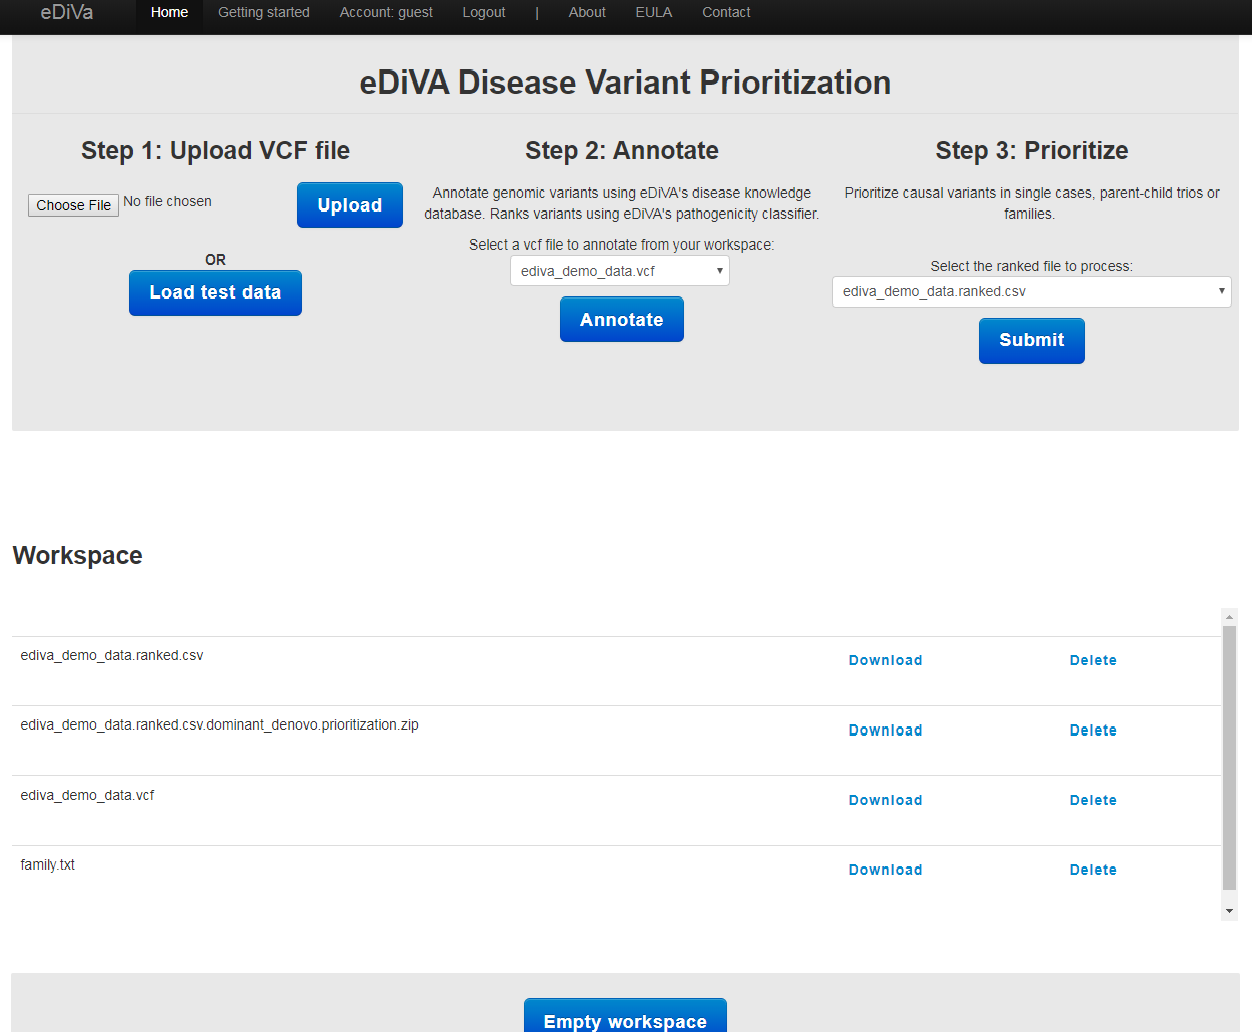 eDiVa Home Getting started Account: guest Logout | About EULA Contact
eDiVA Disease Variant Prioritization
Step 1: Upload VCF file
Choose File No file chosen
Upload
OR
Load test data
Step 2: Annotate
Annotate genomic variants using eDiVA's disease knowledge
database. Ranks variants using eDiVA's pathogenicity classifier.
Select a vcf file to annotate from your workspace:
ediva_demo_data.vcf
Annotate
Step 3: Prioritize
Prioritize causal variants in single cases, parent-child trios or
families.
Select the ranked file to process:
ediva_demo_data.ranked.csv
Submit
Workspace
ediva_demo_data.ranked.csv Download Delete
ediva_demo_data.ranked.csv.dominant_denovo.prioritization.zip Download Delete
ediva_demo_data.vcf Download Delete
family.txt Download Delete
Empty workspace